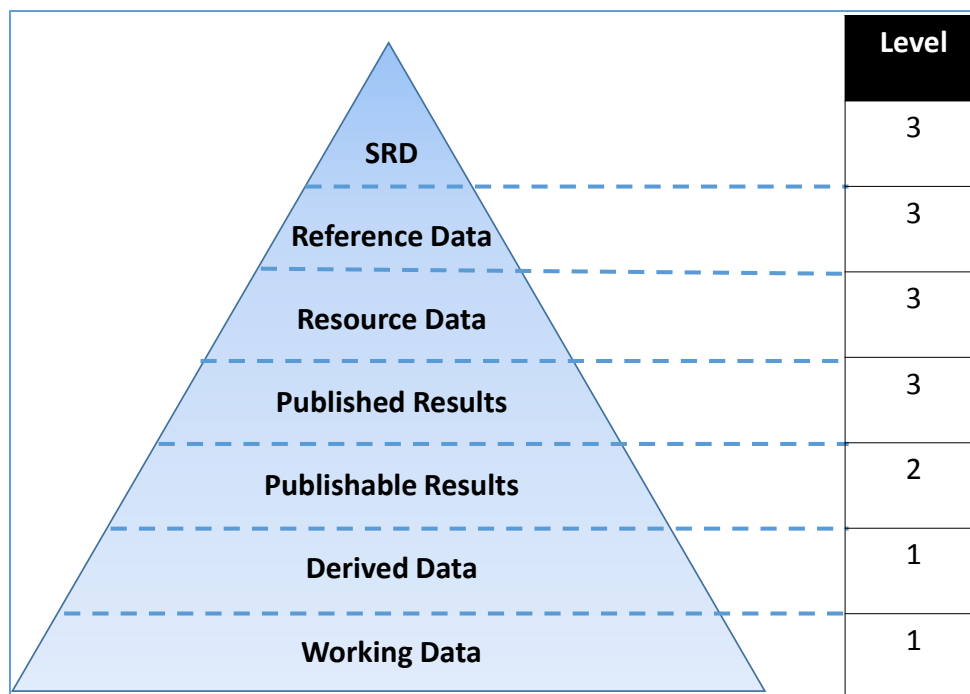 Level
SRD
3
Reference Data
3
Resource Data
3
Published Results
3
Publishable Results
2
Derived Data
1
Working Data
1